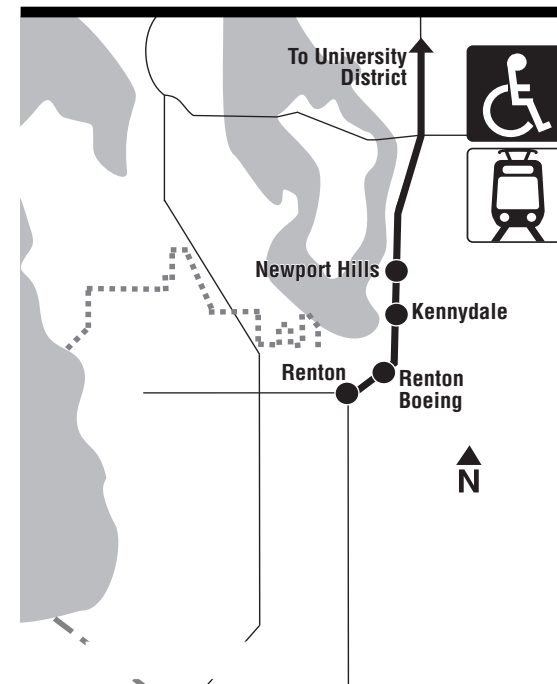 To University
District
Newport Hills
Kennydale
Renton
Renton
Boeing
N